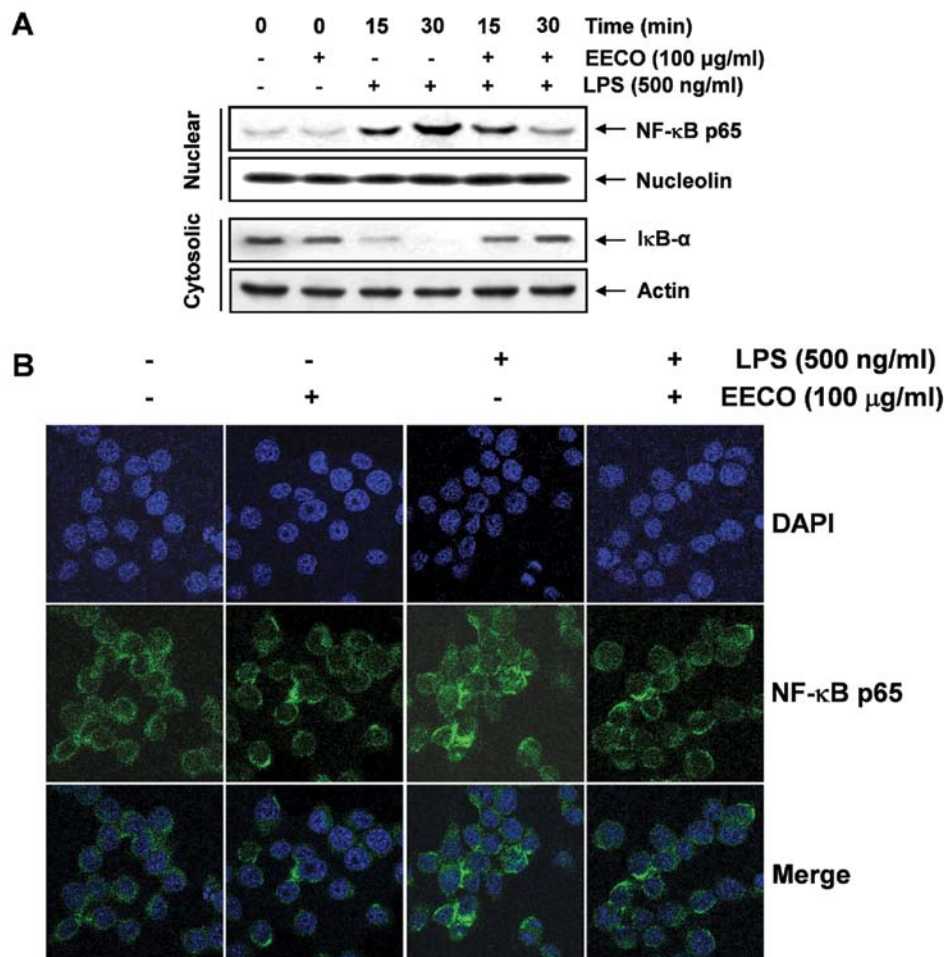 A
0 0 15 30 15 30 Time (min)
- + - - + + EECO (100 µg/ml)
- - + + + + LPS (500 ng/ml)
Nuclear
NF-κB p65
Nucleolin
Cytosolic
IκB-α
Actin
B
- - + + LPS (500 ng/ml)
- + - + EECO (100 µg/ml)
DAPI
NF-κB p65
Merge